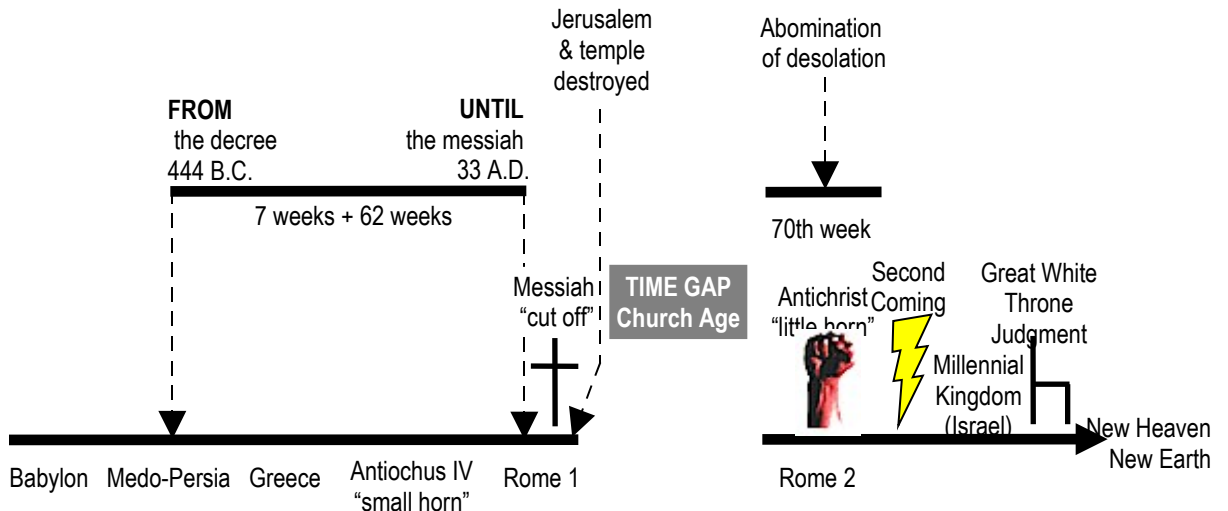 Jerusalem
& temple
destroyed
Abomination
of desolation
FROM
the decree
444 B.C.
UNTIL
the messiah
33 A.D.
7 weeks + 62 weeks
70th week
Messiah
“cut off”
TIME GAP
Church Age
Antichrist
“little horn”
Second
Coming
Great White
Throne
Judgment
Millennial
Kingdom
(Israel)
New Heaven
New Earth
Babylon
Medo-Persia
Greece
Antiochus IV
“small horn”
Rome 1
Rome 2